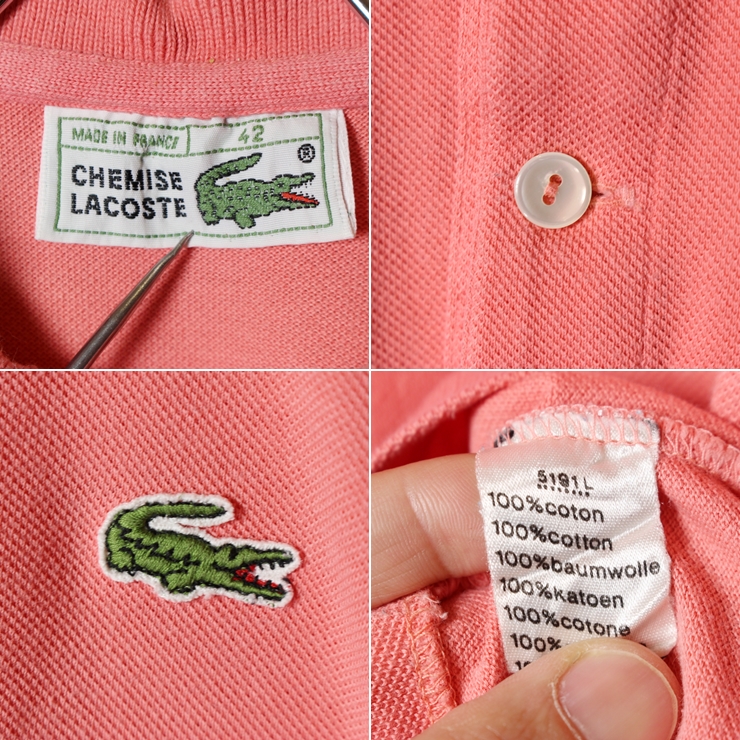 MADE IN FRANCE 42
CHEMISE ®
LACOSTE
5191L
100%coton
100%cotton
100%baumwolle
100%katoen
100%cotone
100%